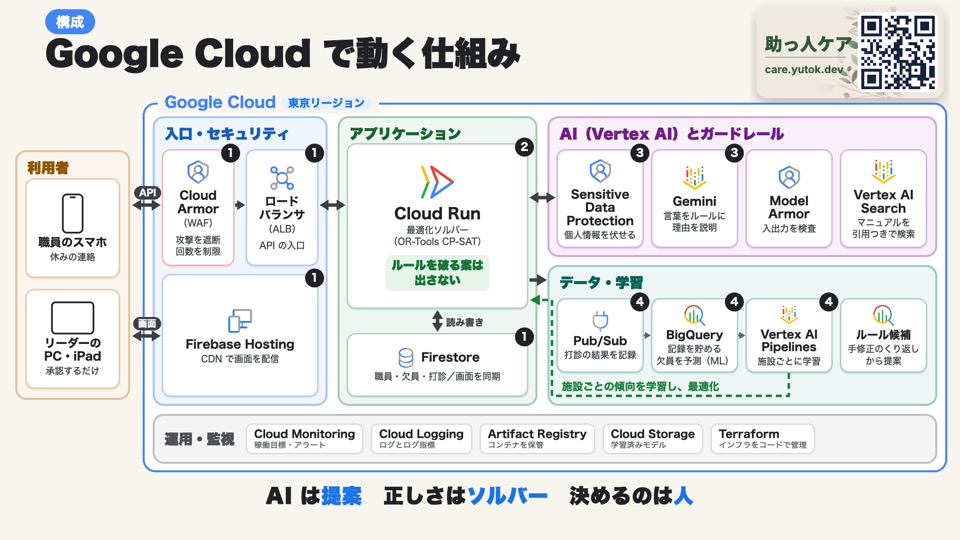 構成
Google Cloud で動く仕組み
助っ人ケア
care.yutok.dev
Google Cloud 東京リージョン
利用者
職員のスマホ
休みの連絡
リーダーの
PC・iPad
承認するだけ
API
画面
入口・セキュリティ
1
Cloud
Armor
(WAF)
攻撃を遮断
回数を制限
1
ロード
バランサ
(ALB)
API の入口
1
Firebase Hosting
CDN で画面を配信
アプリケーション
2
Cloud Run
最適化ソルバー
(OR-Tools CP-SAT)
ルールを破る案は
出さない
読み書き
1
Firestore
職員・欠員・打診／画面を同期
AI（Vertex AI）とガードレール
3
Sensitive
Data
Protection
個人情報を伏せる
3
Gemini
言葉をルールに
理由を説明
Model
Armor
入出力を検査
Vertex AI
Search
マニュアルを
引用つきで検索
データ・学習
4
Pub/Sub
打診の結果を記録
4
BigQuery
記録を貯める
欠員を予測（ML）
4
Vertex AI
Pipelines
施設ごとに学習
ルール候補
手修正のくり返し
から提案
施設ごとの傾向を学習し、最適化
運用・監視
Cloud Monitoring
稼働目標・アラート
Cloud Logging
ログとログ指標
Artifact Registry
コンテナを保管
Cloud Storage
学習済みモデル
Terraform
インフラをコードで管理
AI は提案 正しさはソルバー 決めるのは人